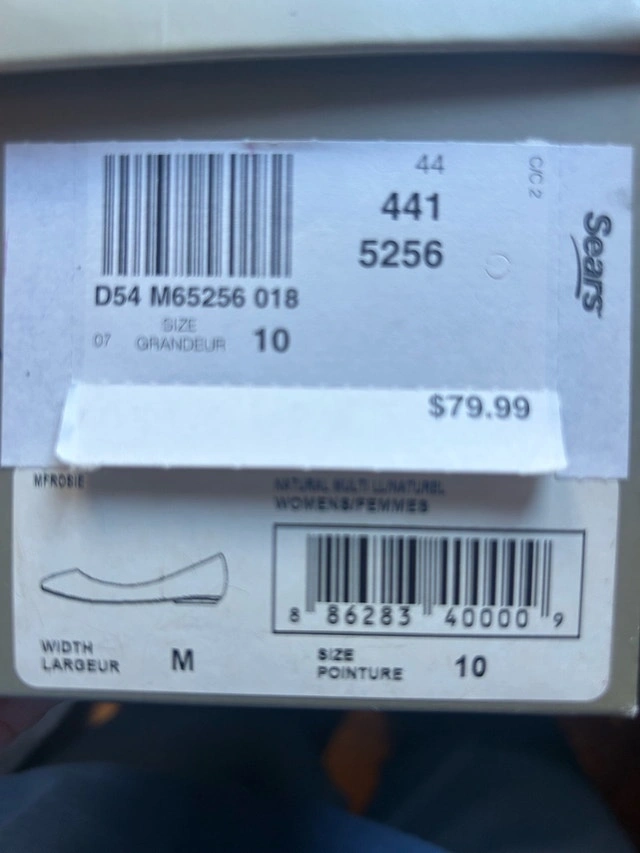 44
C/C 2
441
5256
Sears
D54 M65256 018
SIZE
07 GRANDEUR 10
$79.99
MFROSIE
NATURAL MULTI LL/NATUREL
WOMENS/FEMMES
8 86283 40000 9
WIDTH
LARGEUR M
SIZE
POINTURE 10